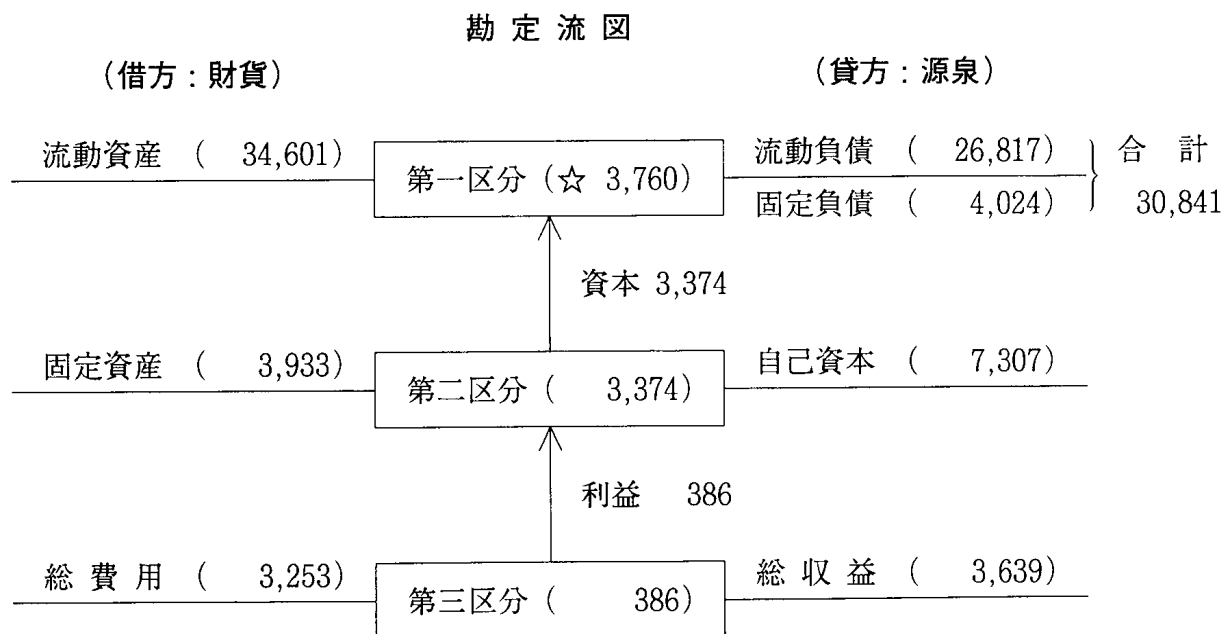 勘定流図
（借方：財貨） （貸方：源泉）
流動資産 （ 34,601） 第一区分（☆ 3,760） 流動負債 （ 26,817） 合 計
固定負債 （ 4,024） 30,841
資本 3,374
固定資産 （ 3,933） 第二区分（ 3,374） 自己資本 （ 7,307）
利益 386
総費用 （ 3,253） 第三区分（ 386） 総収益 （ 3,639）